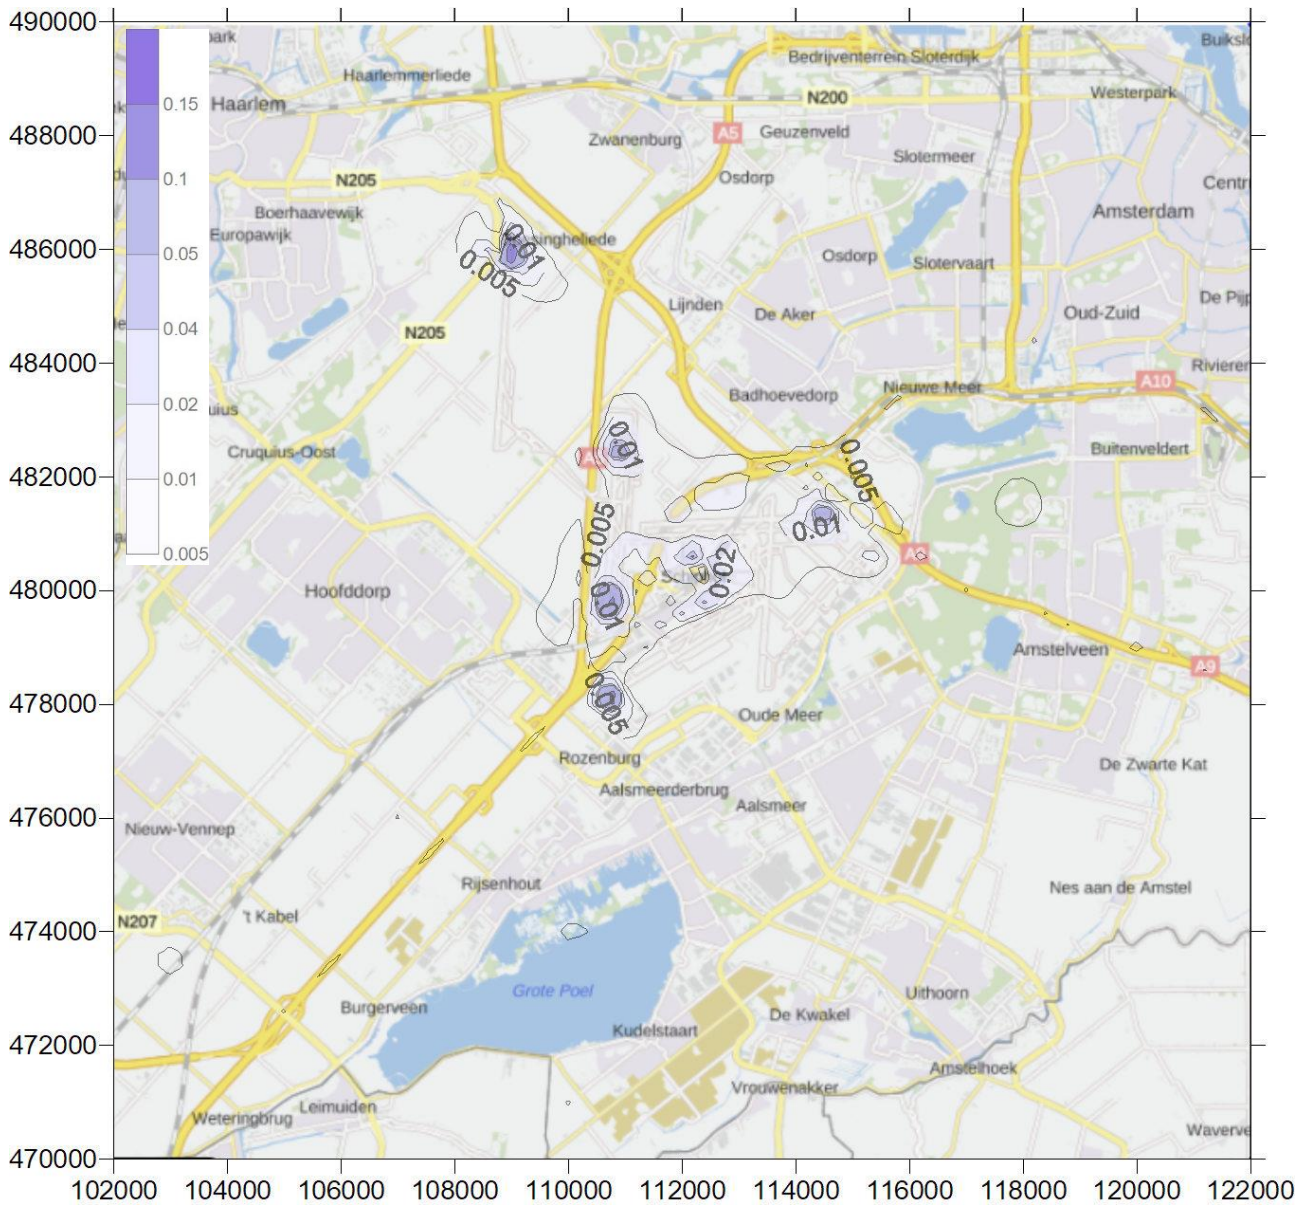 490000
488000
486000
484000
482000
480000
478000
476000
474000
472000
470000
102000 104000 106000 108000 110000 112000 114000 116000 118000 120000 122000
0.15
0.1
0.05
0.04
0.02
0.01
0.005
Haarlemmerliede
Bedrijventerrein Sloterdijk
Haarlem
N200
Westerpark
A5
Zwanenburg
Geuzenveld
Slotermeer
N205
Osdorp
Boerhaavewijk
Amsterdam
Europawijk
0.01
0.005
Osdorp
Slotervaart
Lijnden
De Aker
Oud-Zuid
N205
A10
Nieuwe Meer
Badhoevedorp
Cruquius-Oost
0.01
0.005
Buitenveldert
0.005
0.01
0.02
Hoofddorp
0.01
Amstelveen
A9
0.005
Oude Meer
Rozenburg
De Zwarte Kat
Aalsmeerderbrug
Aalsmeer
Nieuw-Vennep
Rijsenhout
Nes aan de Amstel
N207
't Kabel
Grote Poel
Uithoorn
Burgerveen
De Kwakel
Kudelstaart
Amstelhoek
Vrouwenakker
Leimuiden
Weteringbrug